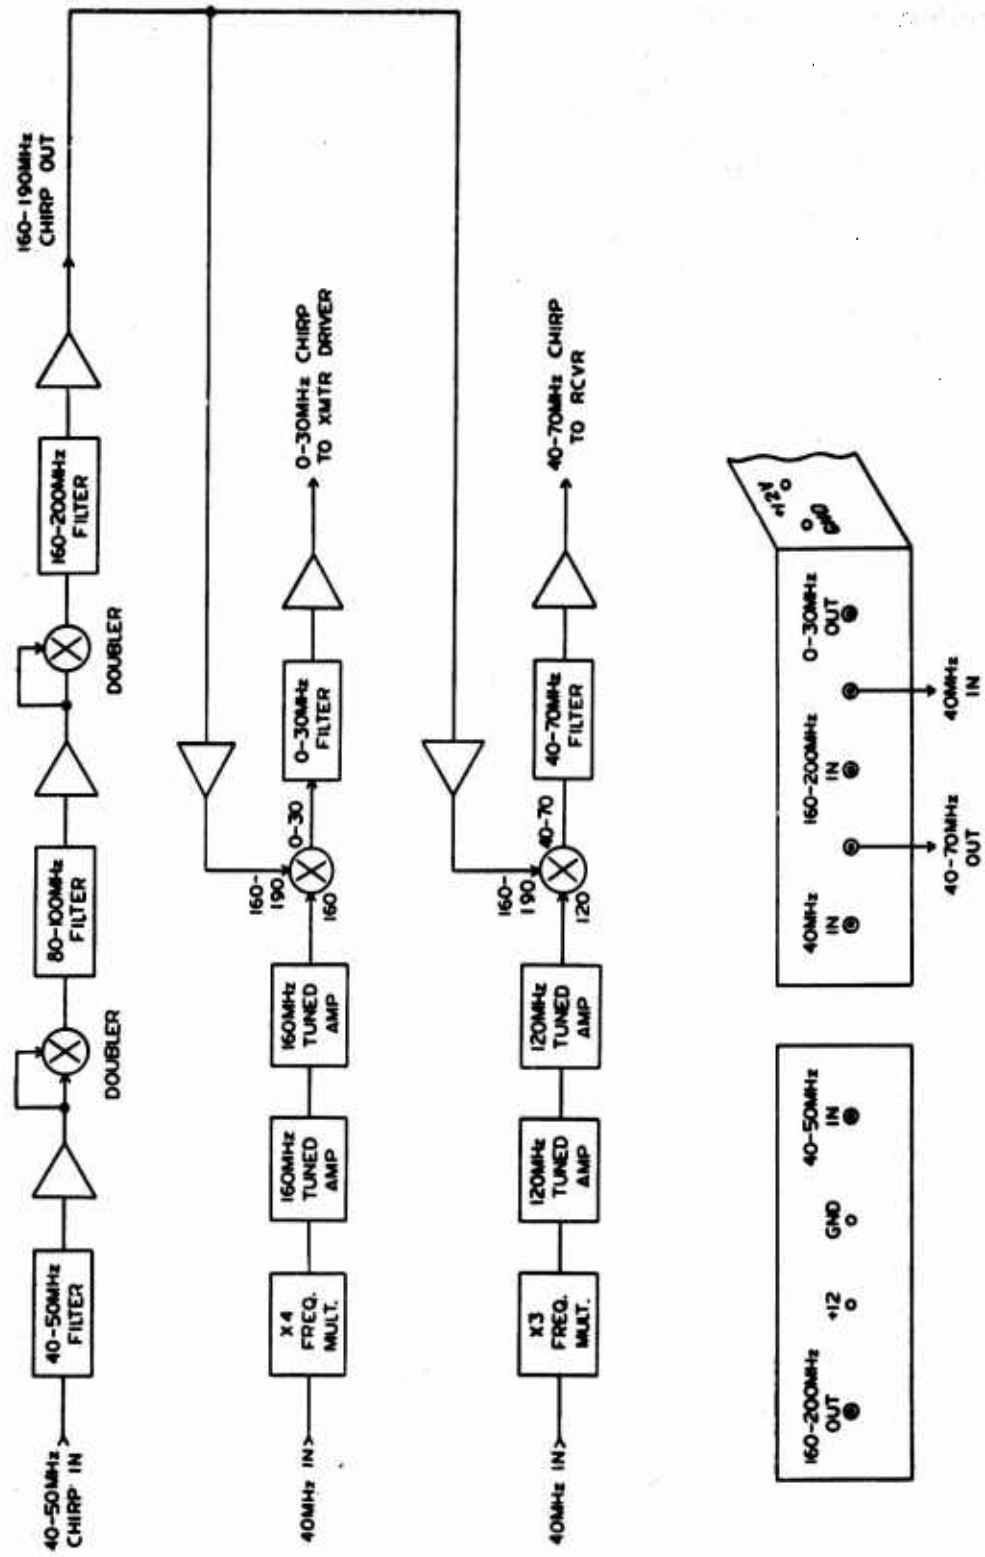 40-50MHz
CHIRP IN
40-50MHz
FILTER
DOUBLER
80-100MHz
FILTER
DOUBLER
160-200MHz
FILTER
160-190MHz
CHIRP OUT
40MHz IN
X4
FREQ.
MULT.
160MHz
TUNED
AMP
160MHz
TUNED
AMP
160-
190
160
0-30
0-30MHz
FILTER
0-30MHz CHIRP
TO XMTR DRIVER
40MHz IN
X3
FREQ.
MULT.
120MHz
TUNED
AMP
120MHz
TUNED
AMP
160-
190
120
40-70
40-70MHz
FILTER
40-70MHz CHIRP
TO RCVR
160-200MHz
OUT
+12
GND
40-50MHz
IN
40MHz
IN
40-70MHz
OUT
160-200MHz
IN
40MHz
IN
0-30MHz
OUT
+12V
GND